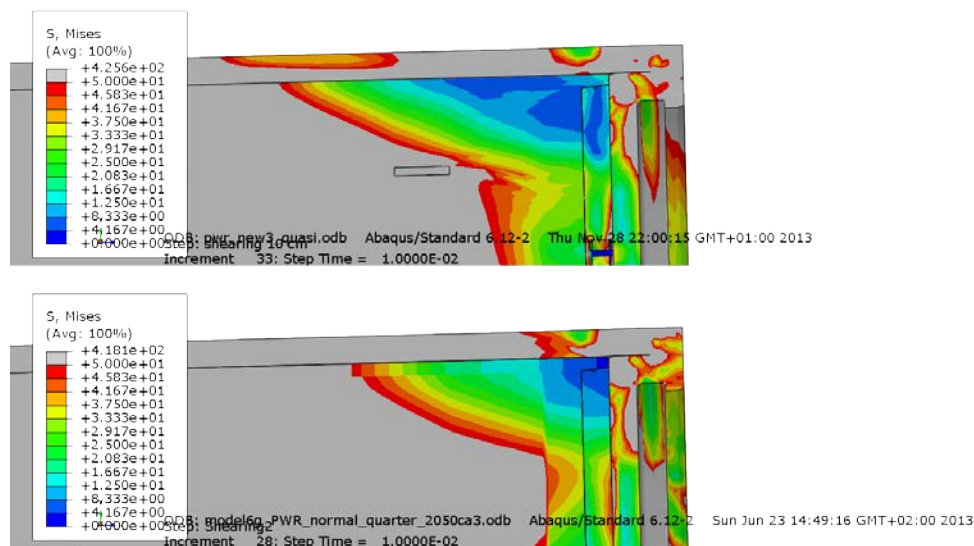 S, Mises
(Avg: 100%)
+4.256e+02
+5.000e+01
+4.583e+01
+4.167e+01
+3.750e+01
+3.333e+01
+2.917e+01
+2.500e+01
+2.083e+01
+1.667e+01
+1.250e+01
+8.333e+00
+4.167e+00
+0.000e+00
ODB: pwr_new3_quasi.odb Abaqus/Standard 6.12-2 Thu Nov 28 22:00:15 GMT+01:00 2013
Step: shearing 10 cm
Increment 33: Step Time = 1.0000E-02
S, Mises
(Avg: 100%)
+4.181e+02
+5.000e+01
+4.583e+01
+4.167e+01
+3.750e+01
+3.333e+01
+2.917e+01
+2.500e+01
+2.083e+01
+1.667e+01
+1.250e+01
+8.333e+00
+4.167e+00
+0.000e+00
ODB: model6g_PWR_normal_quarter_2050ca3.odb Abaqus/Standard 6.12-2 Sun Jun 23 14:49:16 GMT+02:00 2013
Step: Shearing2
Increment 28: Step Time = 1.0000E-02